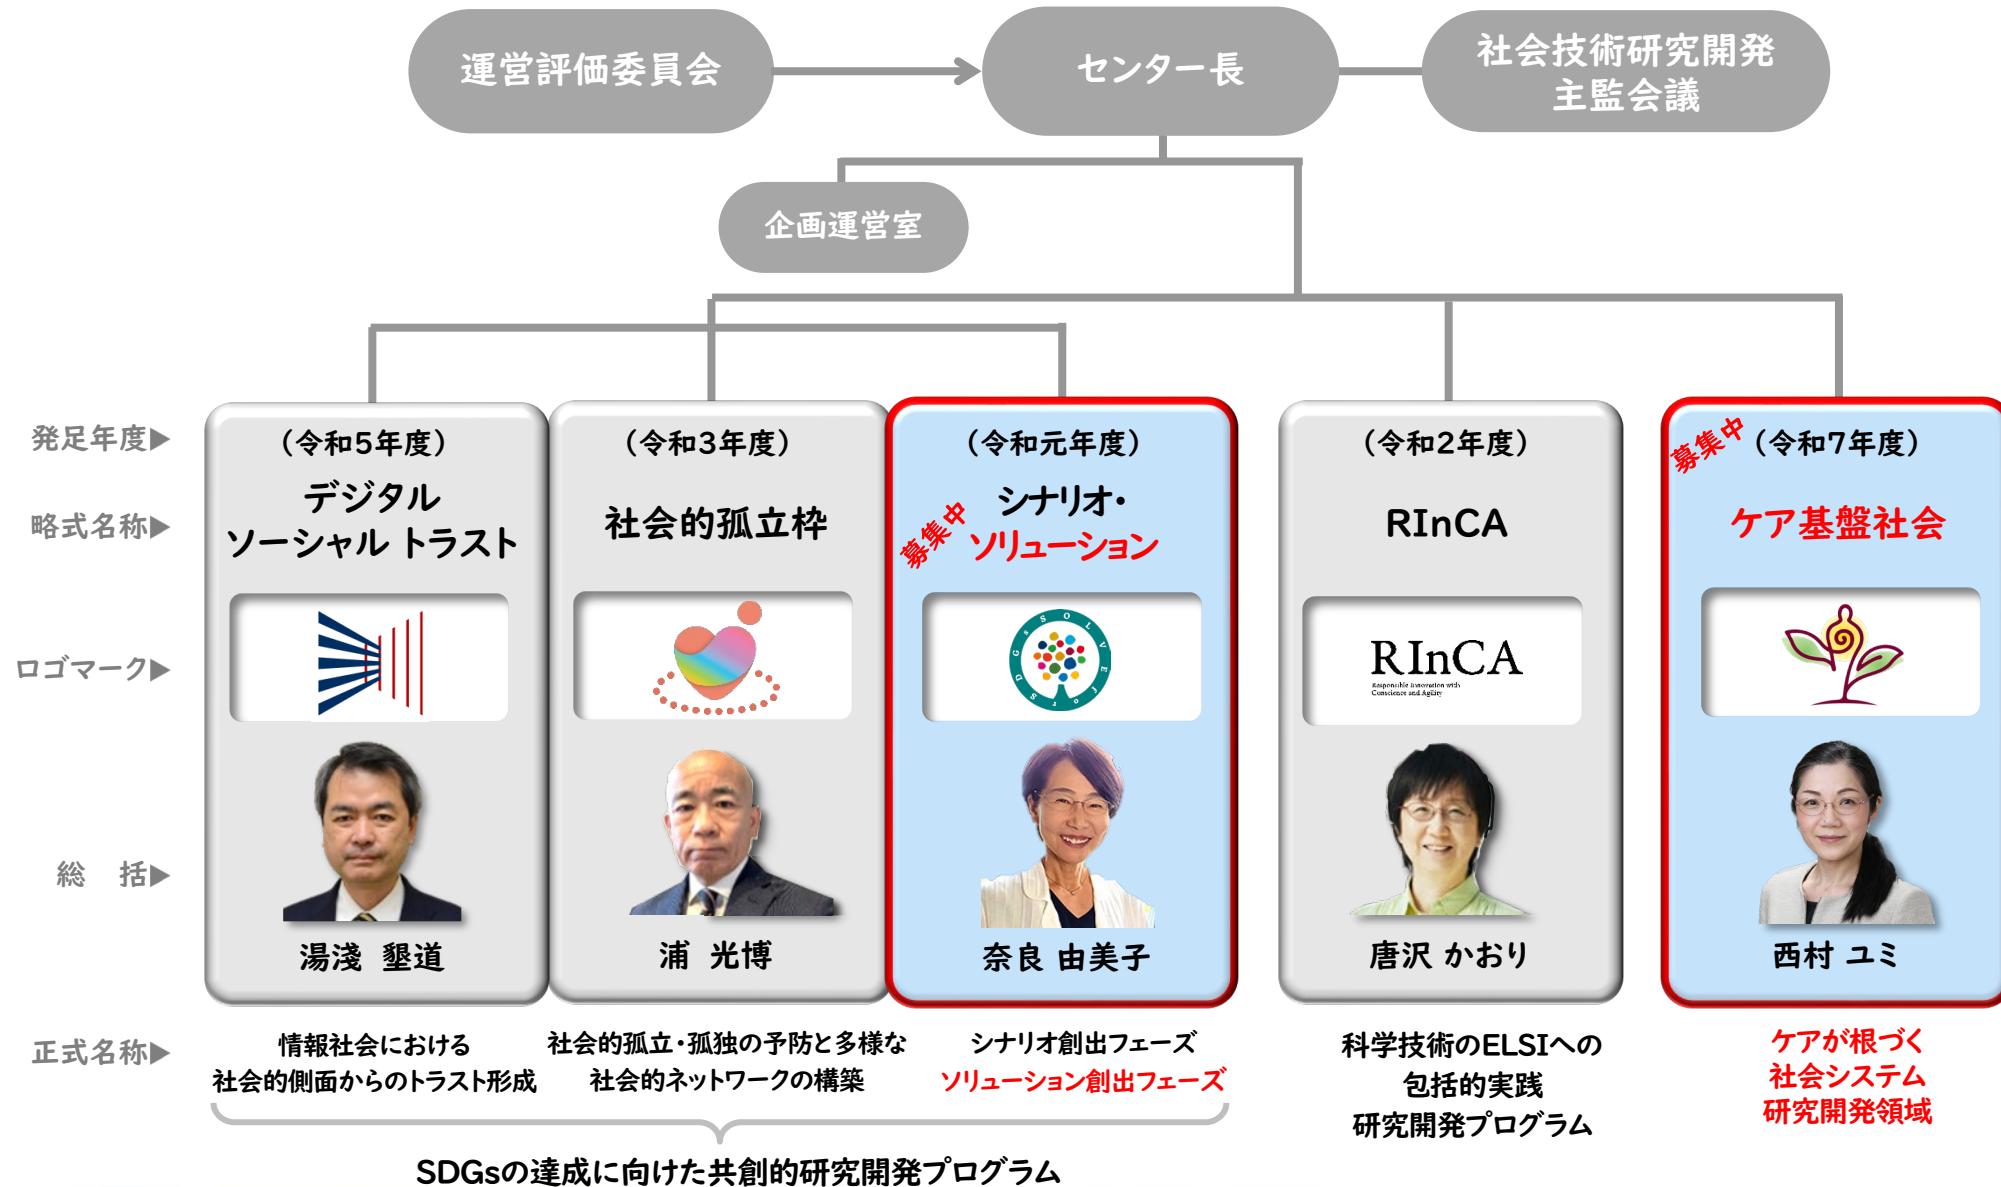 運営評価委員会
センター長
社会技術研究開発
主監会議
企画運営室
発足年度▶
(令和5年度)
(令和3年度)
(令和元年度)
(令和2年度)
募集中
(令和7年度)
略式名称▶
デジタル
ソーシャルトラスト
社会的孤立枠
募集中
シナリオ・
ソリューション
RInCA
ケア基盤社会
ロゴマーク▶
SDGs SOLVE for SDGs
RInCA
Responsible Innovation with
Conscience and Agility
総 括▶
湯淺 墾道
浦 光博
奈良 由美子
唐沢 かおり
西村 ユミ
正式名称▶
情報社会における
社会的側面からのトラスト形成
社会的孤立・孤独の予防と多様な
社会的ネットワークの構築
シナリオ創出フェーズ
ソリューション創出フェーズ
科学技術のELSIへの
包括的実践
研究開発プログラム
ケアが根づく
社会システム
研究開発領域
SDGsの達成に向けた共創的研究開発プログラム